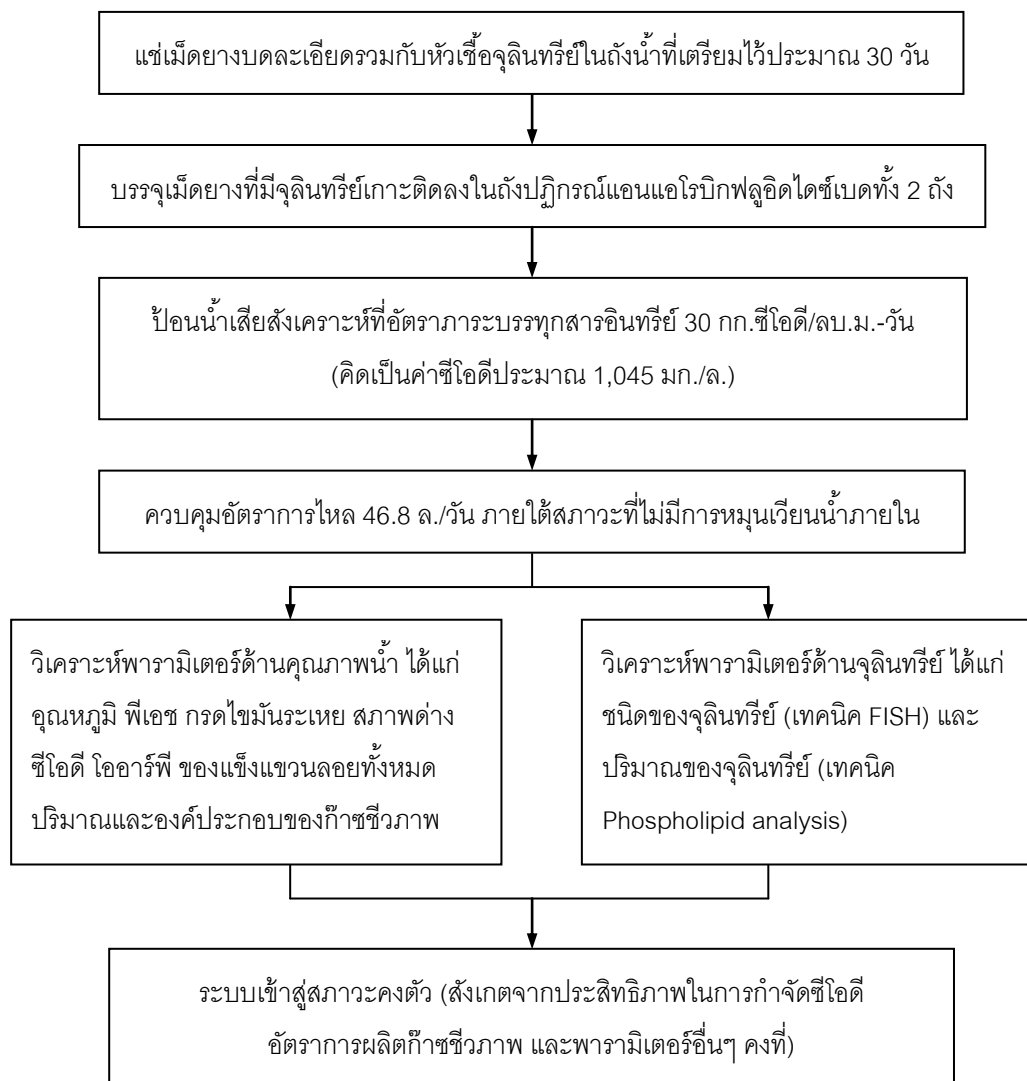 แช่เม็ดยางบดละเอียดรวมกับหัวเชื้อจุลินทรีย์ในถังน้ำที่เตรียมไว้ประมาณ 30 วัน
บรรจุเม็ดยางที่มีจุลินทรีย์เกาะติดลงในถังปฏิกรณ์แอนแอโรบิกฟลูอิดไดซ์เบดทั้ง 2 ถัง
ป้อนน้ำเสียสังเคราะห์ที่อัตราภาระบรรทุกสารอินทรีย์ 30 กก.ซีโอดี/ลบ.ม.-วัน
(คิดเป็นค่าซีโอดีประมาณ 1,045 มก./ล.)
ควบคุมอัตราการไหล 46.8 ล./วัน ภายใต้สภาวะที่ไม่มีการหมุนเวียนน้ำภายใน
วิเคราะห์พารามิเตอร์ด้านคุณภาพน้ำ ได้แก่
อุณหภูมิ พีเอช กรดไขมันระเหย สภาพด่าง
ซีโอดี โออาร์พี ของแข็งแขวนลอยทั้งหมด
ปริมาณและองค์ประกอบของก๊าซชีวภาพ
วิเคราะห์พารามิเตอร์ด้านจุลินทรีย์ ได้แก่
ชนิดของจุลินทรีย์ (เทคนิค FISH) และ
ปริมาณของจุลินทรีย์ (เทคนิค
Phospholipid analysis)
ระบบเข้าสู่สภาวะคงตัว (สังเกตจากประสิทธิภาพในการกำจัดซีโอดี
อัตราการผลิตก๊าซชีวภาพ และพารามิเตอร์อื่นๆ คงที่)